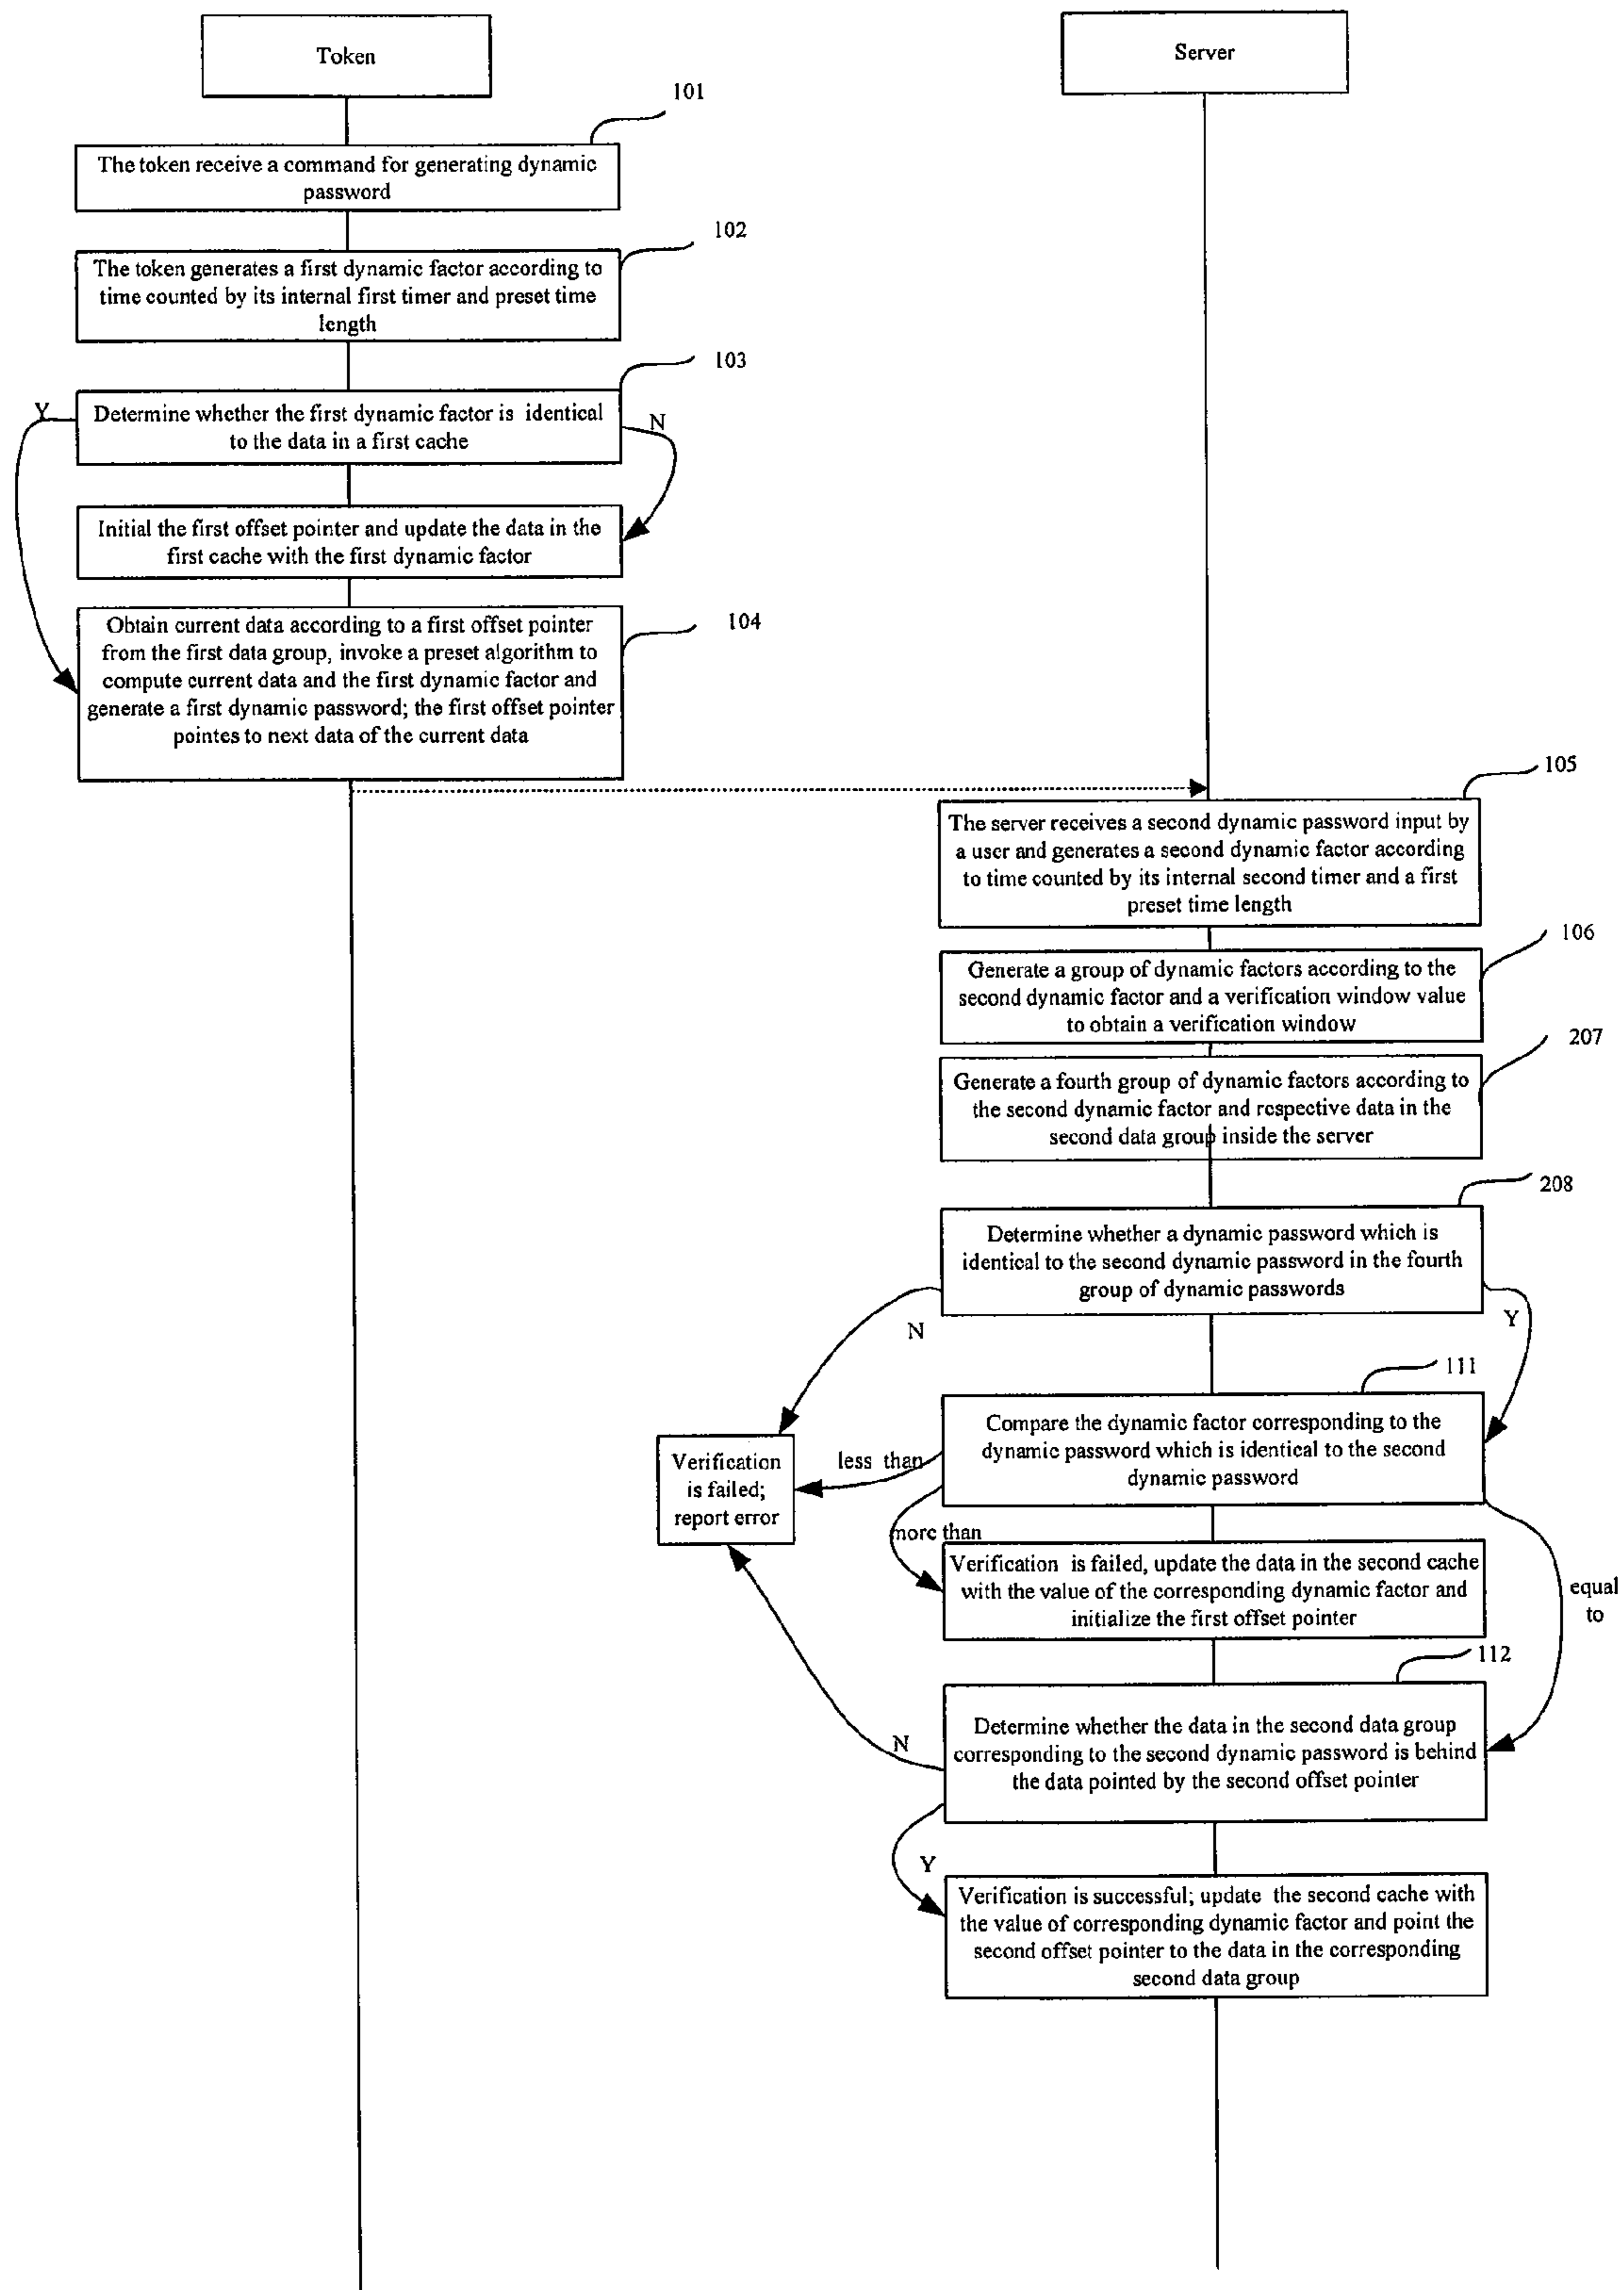 Token
Server
101
The token receive a command for generating dynamic
password
102
The token generates a first dynamic factor according to
time counted by its internal first timer and preset time
length
103
Y
Determine whether the first dynamic factor is identical
to the data in a first cache
N
Initial the first offset pointer and update the data in the
first cache with the first dynamic factor
104
Obtain current data according to a first offset pointer
from the first data group, invoke a preset algorithm to
compute current data and the first dynamic factor and
generate a first dynamic password; the first offset pointer
pointes to next data of the current data
105
The server receives a second dynamic password input by
a user and generates a second dynamic factor according
to time counted by its internal second timer and a first
preset time length
106
Generate a group of dynamic factors according to the
second dynamic factor and a verification window value
to obtain a verification window
207
Generate a fourth group of dynamic factors according to
the second dynamic factor and respective data in the
second data group inside the server
208
Determine whether a dynamic password which is
identical to the second dynamic password in the fourth
group of dynamic passwords
N
Y
111
Compare the dynamic factor corresponding to the
dynamic password which is identical to the second
dynamic password
less than
Verification
is failed;
report error
more than
Verification is failed, update the data in the second cache
with the value of the corresponding dynamic factor and
initialize the first offset pointer
equal
to
112
Determine whether the data in the second data group
corresponding to the second dynamic password is behind
the data pointed by the second offset pointer
N
Y
Verification is successful; update the second cache with
the value of corresponding dynamic factor and point the
second offset pointer to the data in the corresponding
second data group